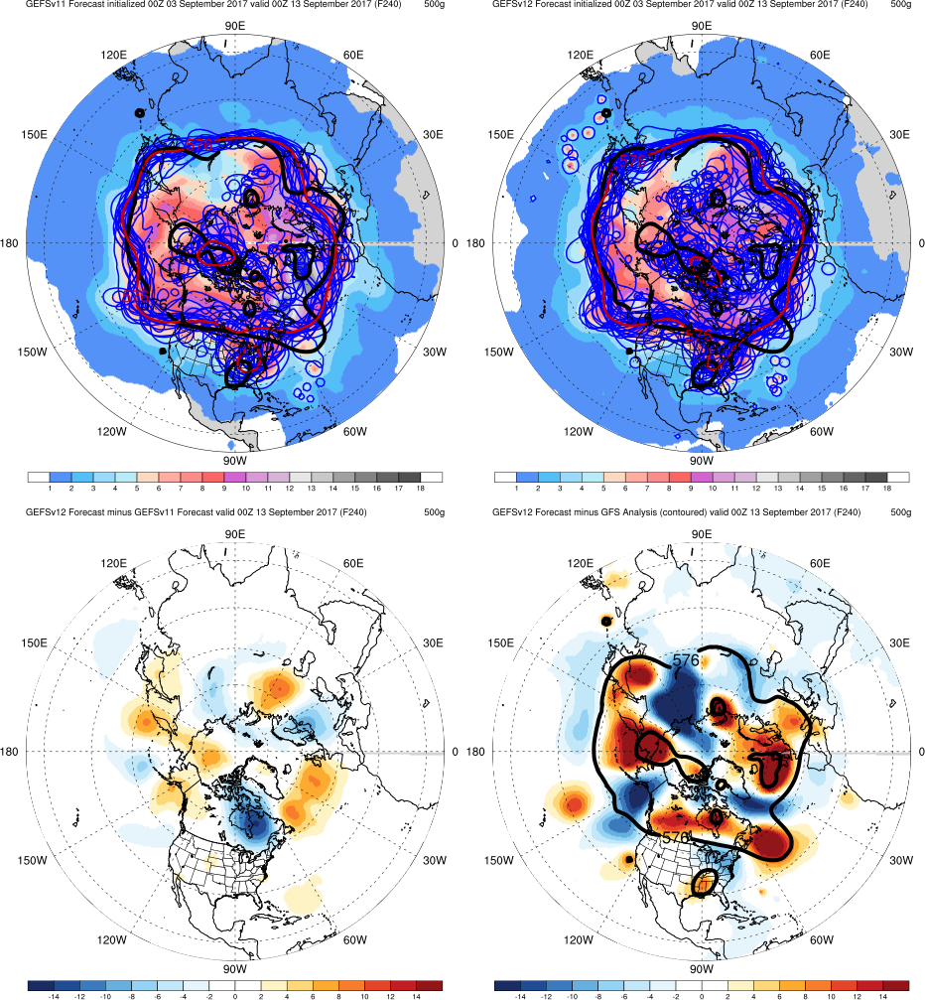 GEFSv11 Forecast initialized 00Z 03 September 2017 valid 00Z 13 September 2017 (F240) 500g
90E
120E 60E
150E 30E
576
180 0
150W 30W
120W 60W
90W
1 2 3 4 5 6 7 8 9 10 11 12 13 14 15 16 17 18
GEFSv12 Forecast initialized 00Z 03 September 2017 valid 00Z 13 September 2017 (F240) 500g
90E
120E 60E
150E 30E
180 0
150W 30W
120W 60W
90W
1 2 3 4 5 6 7 8 9 10 11 12 13 14 15 16 17 18
GEFSv12 Forecast minus GEFSv11 Forecast valid 00Z 13 September 2017 (F240) 500g
90E
120E 60E
150E 30E
180 0
150W 30W
120W 60W
90W
-14 -12 -10 -8 -6 -4 -2 0 2 4 6 8 10 12 14
GEFSv12 Forecast minus GFS Analysis (contoured) valid 00Z 13 September 2017 (F240) 500g
90E
120E 60E
150E 30E
576
180 0
576
150W 30W
120W 60W
90W
-14 -12 -10 -8 -6 -4 -2 0 2 4 6 8 10 12 14